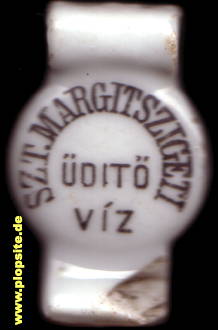 SZT. MARGITSZIGETI
ÜDITŐ
VÍZ
www.plopsite.de